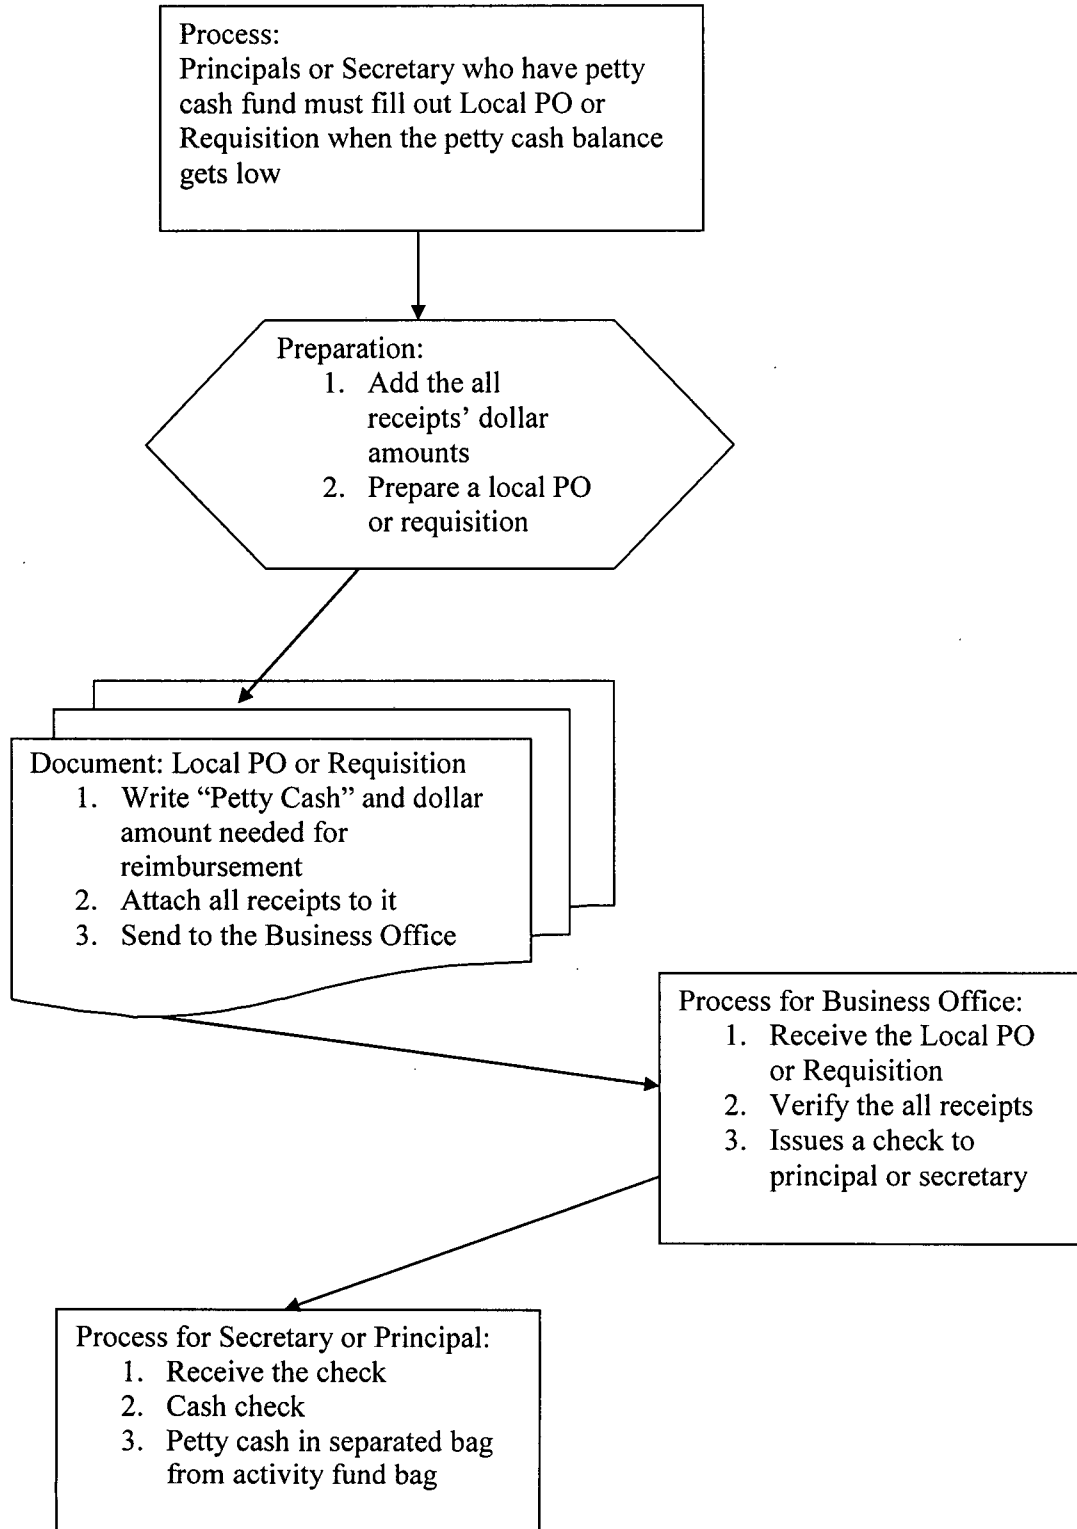 Process:
Principals or Secretary who have petty
cash fund must fill out Local PO or
Requisition when the petty cash balance
gets low
Preparation:
1. Add the all
receipts’ dollar
amounts
2. Prepare a local PO
or requisition
Document: Local PO or Requisition
1. Write “Petty Cash” and dollar
amount needed for
reimbursement
2. Attach all receipts to it
3. Send to the Business Office
Process for Business Office:
1. Receive the Local PO
or Requisition
2. Verify the all receipts
3. Issues a check to
principal or secretary
Process for Secretary or Principal:
1. Receive the check
2. Cash check
3. Petty cash in separated bag
from activity fund bag